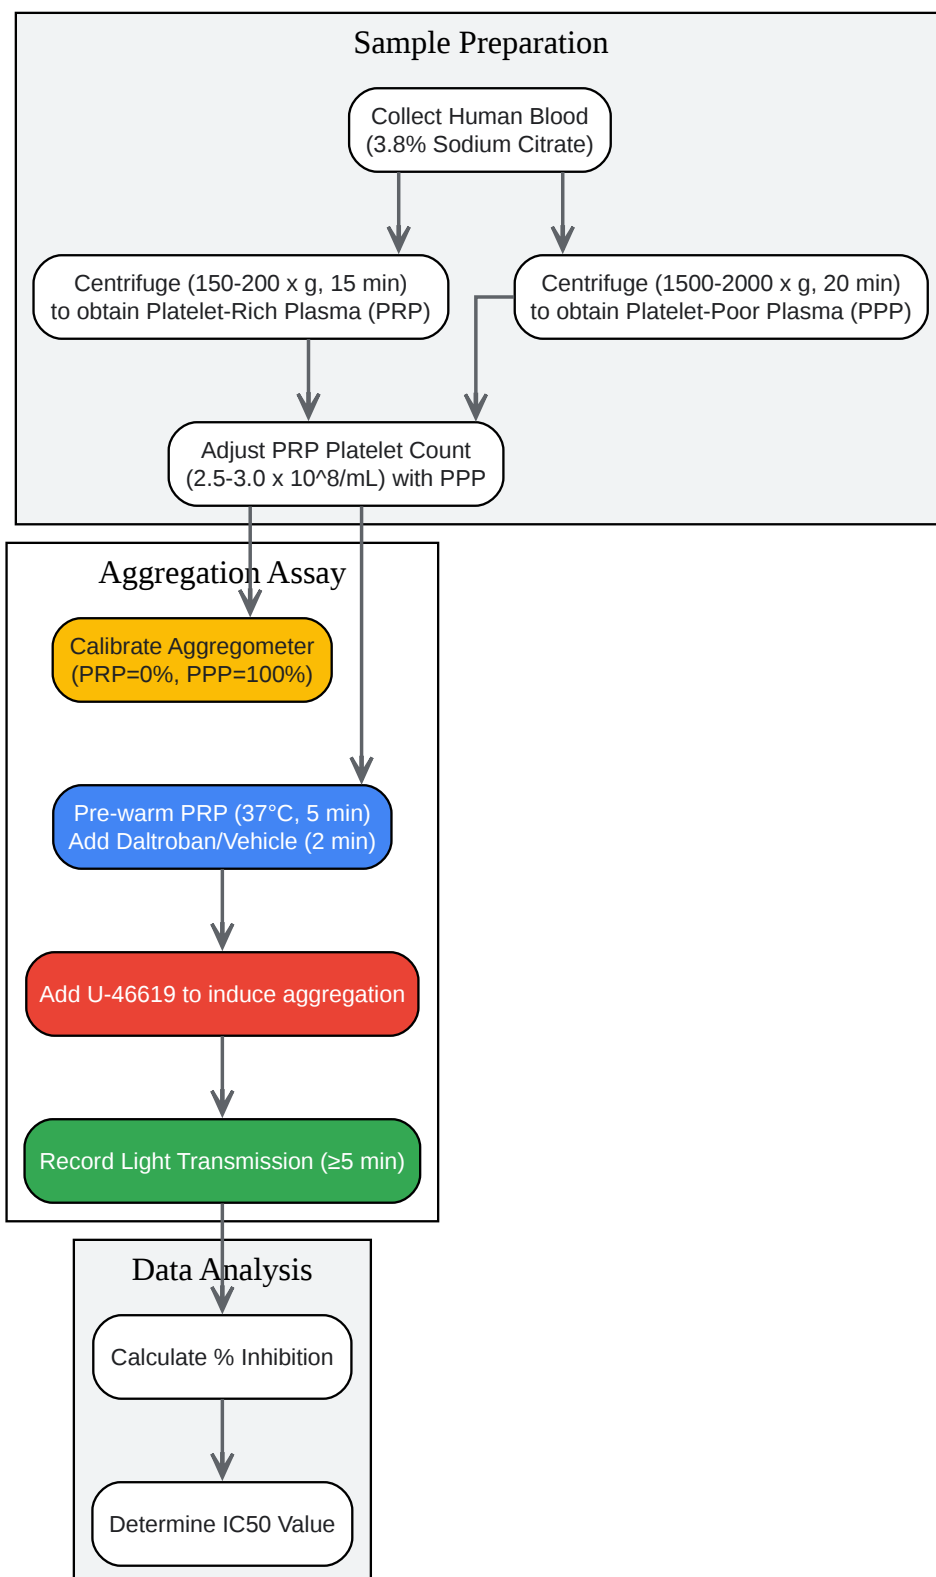 Sample Preparation
Collect Human Blood
(3.8% Sodium Citrate)
Centrifuge (150-200 x g, 15 min)
to obtain Platelet-Rich Plasma (PRP)
Centrifuge (1500-2000 x g, 20 min)
to obtain Platelet-Poor Plasma (PPP)
Adjust PRP Platelet Count
(2.5-3.0 x 10^8/mL) with PPP
Aggregation Assay
Calibrate Aggregometer
(PRP=0%, PPP=100%)
Pre-warm PRP (37°C, 5 min)
Add Daltroban/Vehicle (2 min)
Add U-46619 to induce aggregation
Record Light Transmission (≥5 min)
Data Analysis
Calculate % Inhibition
Determine IC50 Value